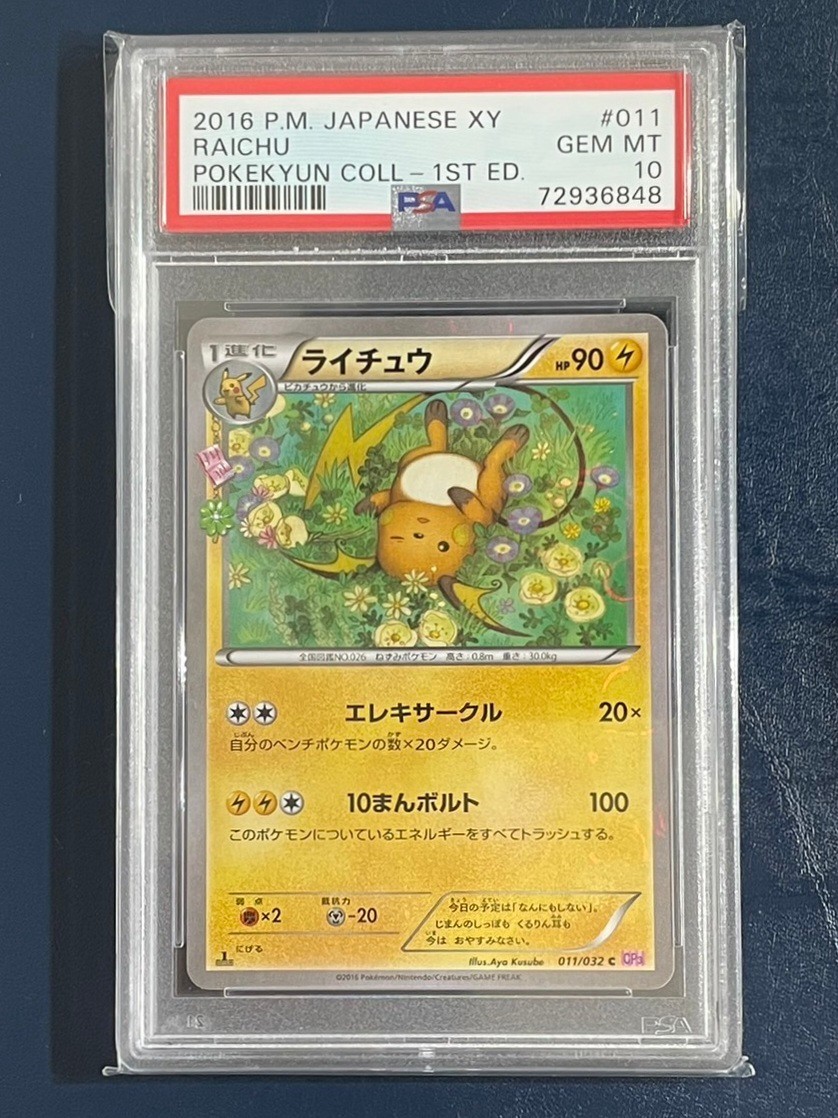 2016 P.M. JAPANESE XY #011
RAICHU GEM MT
POKEKYUN COLL - 1ST ED. 10
PSA 72936848
1進化 ライチュウ HP90
ピカチュウから進化
全国図鑑NO.026 ねずみポケモン 高さ:0.8m 重さ:30.0kg
エレキサークル 20×
自分のベンチポケモンの数×20ダメージ。
10まんボルト 100
このポケモンについているエネルギーをすべてトラッシュする。
弱点 抵抗力
×2 -20
にげる
今日の予定は「なんにもしない」。
じまんのしっぽも くるりん耳も
今は おやすみなさい。
Illus.Aya Kusube 011/032 C CP3
©2016 Pokémon/Nintendo/Creatures/GAME FREAK
PSA